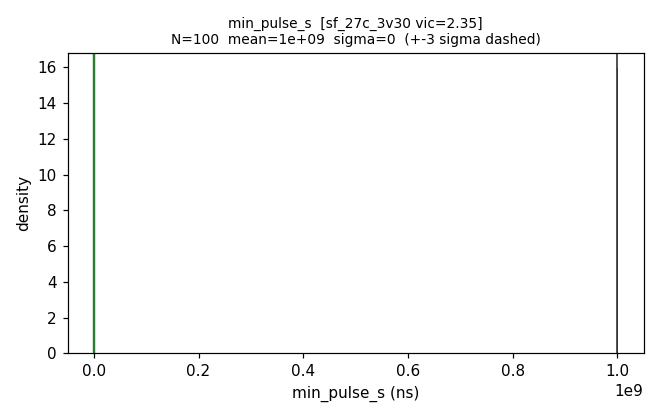 min_pulse_s [sf_27c_3v30 vic=2.35]
N=100 mean=1e+09 sigma=0 (+-3 sigma dashed)
16
14
12
10
8
6
4
2
0
density
0.0 0.2 0.4 0.6 0.8 1.0
1e9
min_pulse_s (ns)